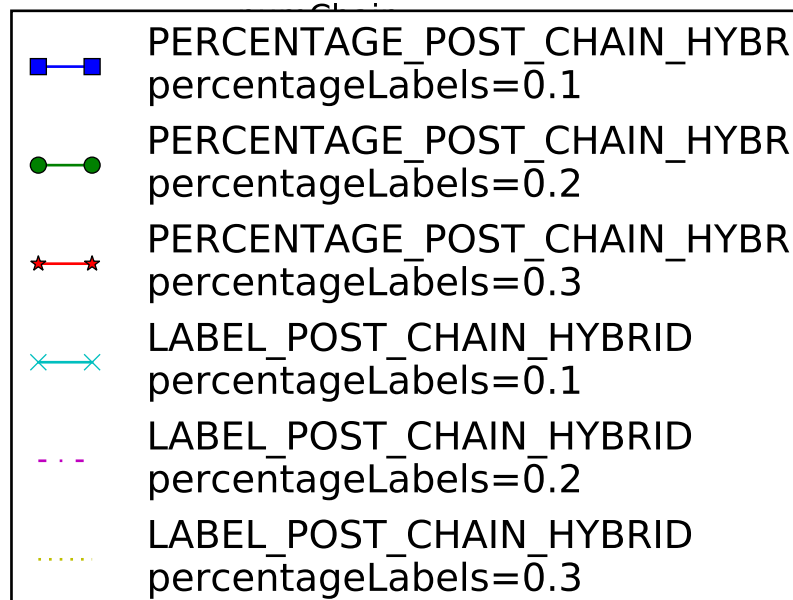 PERCENTAGE_POST_CHAIN_HYBR
percentageLabels=0.1
PERCENTAGE_POST_CHAIN_HYBR
percentageLabels=0.2
PERCENTAGE_POST_CHAIN_HYBR
percentageLabels=0.3
LABEL_POST_CHAIN_HYBRID
percentageLabels=0.1
LABEL_POST_CHAIN_HYBRID
percentageLabels=0.2
LABEL_POST_CHAIN_HYBRID
percentageLabels=0.3